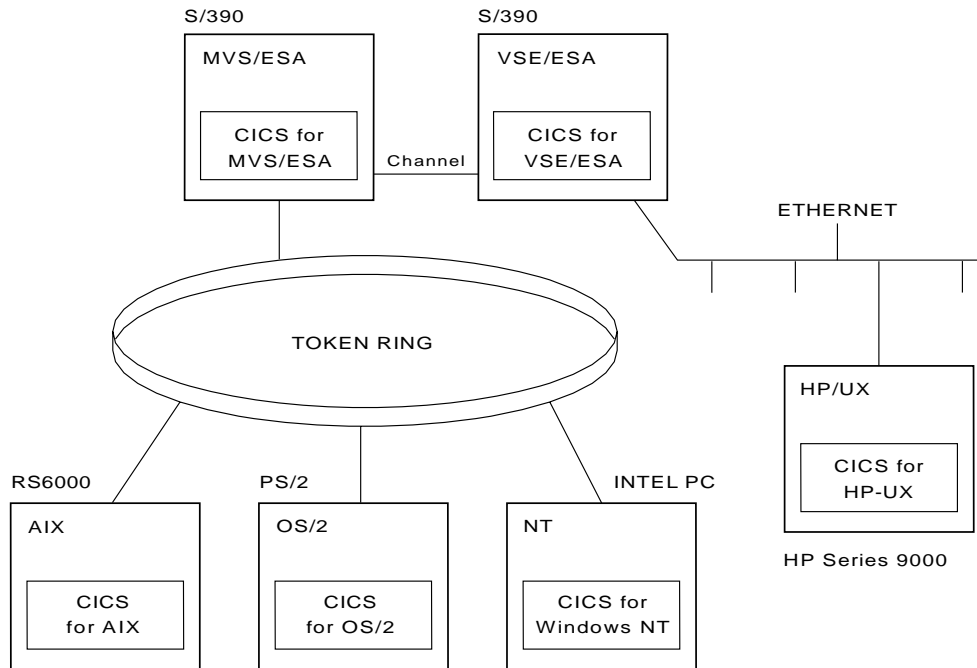 S/390
S/390
MVS/ESA
VSE/ESA
CICS for
MVS/ESA
Channel
CICS for
VSE/ESA
ETHERNET
TOKEN RING
HP/UX
CICS for
HP-UX
HP Series 9000
RS6000
PS/2
INTEL PC
AIX
OS/2
NT
CICS
for AIX
CICS
for OS/2
CICS for
Windows NT